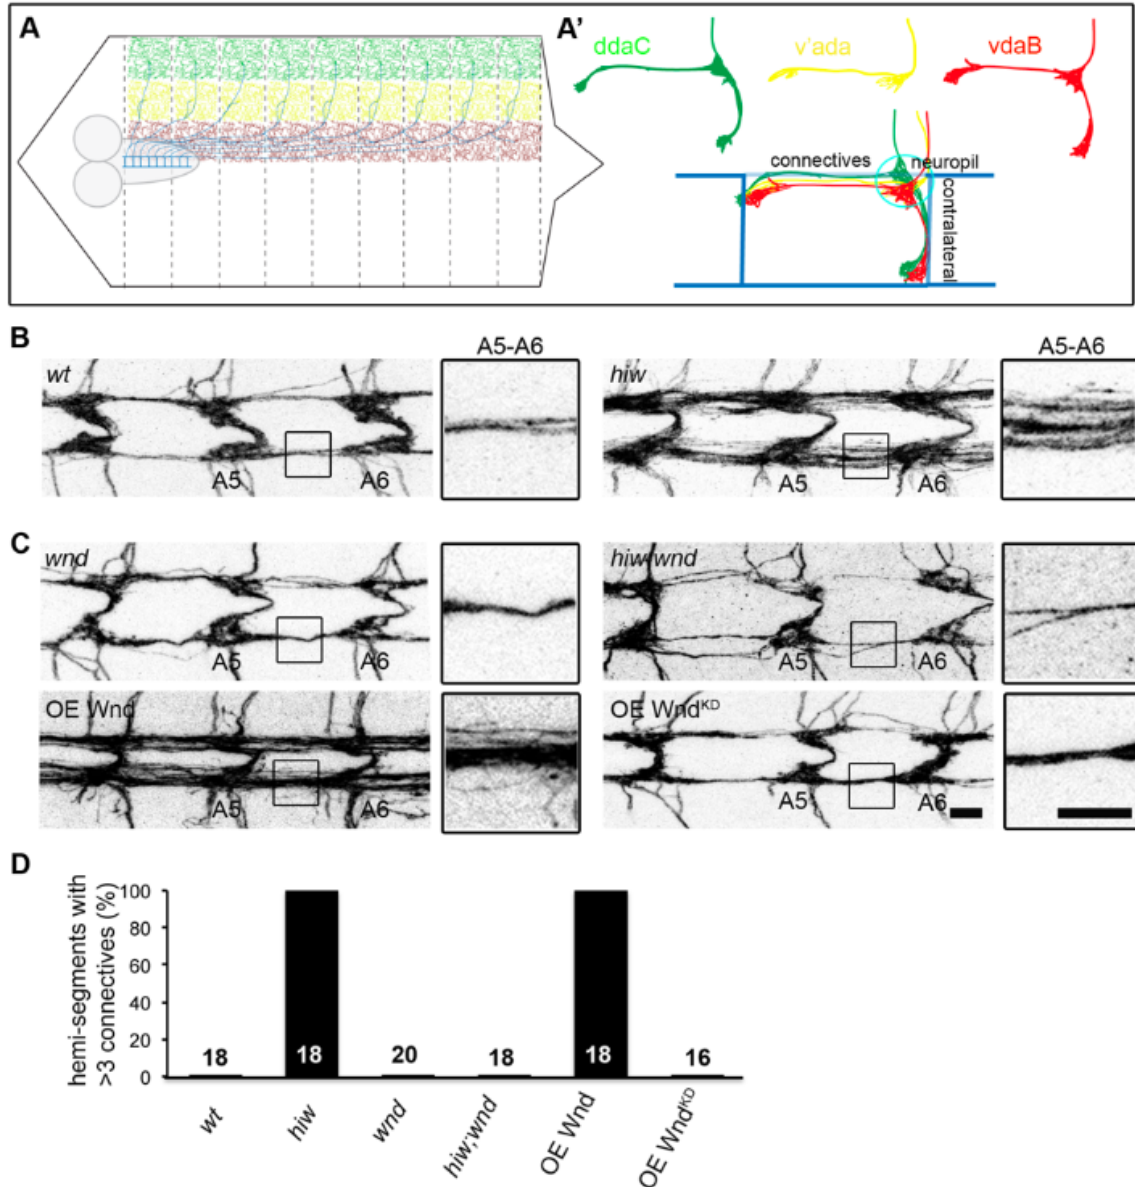 A
A'
ddaC
v'ada
vdaB
connectives
neuropil
contralateral
B
A5-A6
A5-A6
wt
A5
A6
hiw
A5
A6
C
wnd
A5
A6
hiw;wnd
A5
A6
OE Wnd
A5
A6
OE Wnd^KD
A5
A6
D
hemi-segments with
>3 connectives (%)
100
80
60
40
20
0
18
18
20
18
18
16
wt
hiw
wnd
hiw;wnd
OE Wnd
OE Wnd^KD